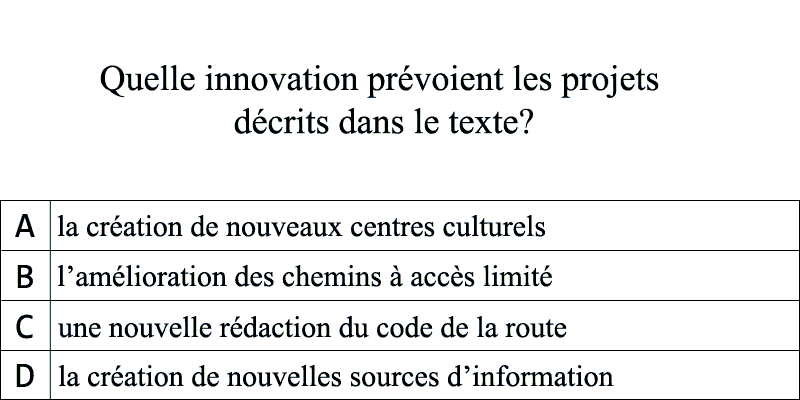 Quelle innovation prévoient les projets
décrits dans le texte?
A la création de nouveaux centres culturels
B l’amélioration des chemins à accès limité
C une nouvelle rédaction du code de la route
D la création de nouvelles sources d’information